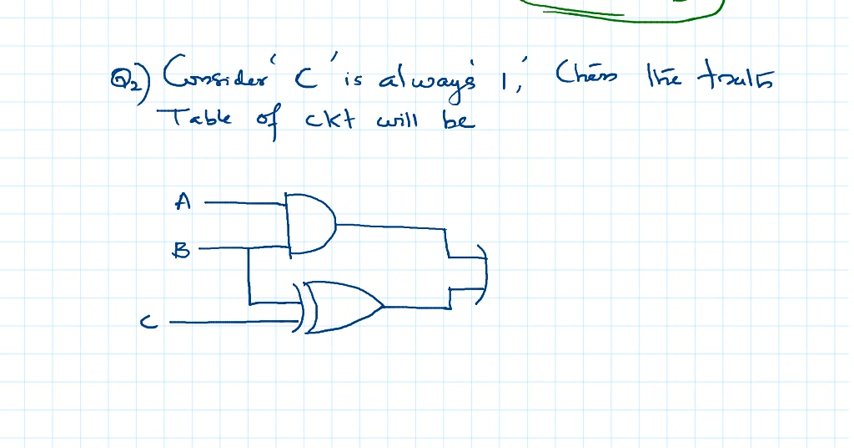 Q2) Consider 'C' is always '1', then the truth
Table of ckt will be
A
B
C